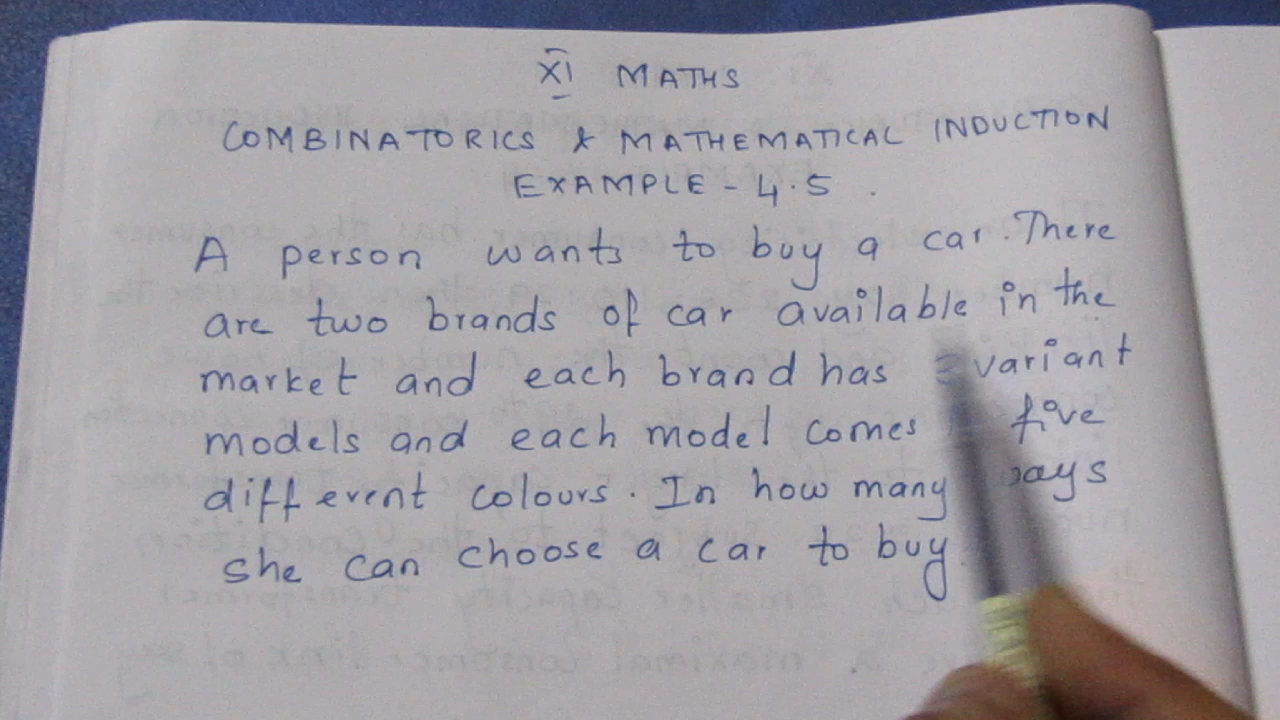 XI MATHS
COMBINATORICS & MATHEMATICAL INDUCTION
EXAMPLE - 4.5
A person wants to buy a car. There
are two brands of car available in the
market and each brand has 3 variant
models and each model comes five
different colours. In how many ways
she can choose a car to buy